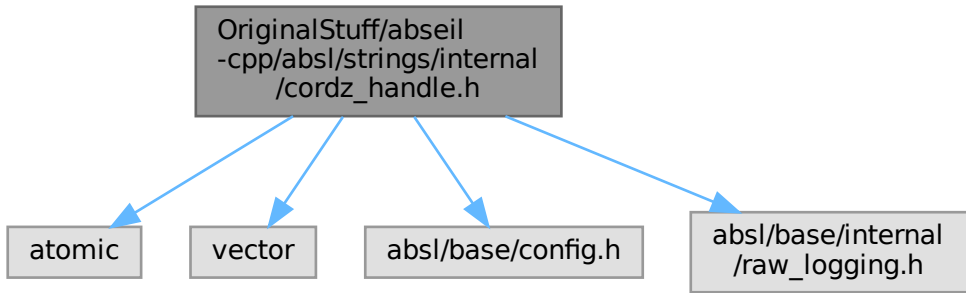 OriginalStuff/abseil
-cpp/absl/strings/internal
/cordz_handle.h
atomic
vector
absl/base/config.h
absl/base/internal
/raw_logging.h